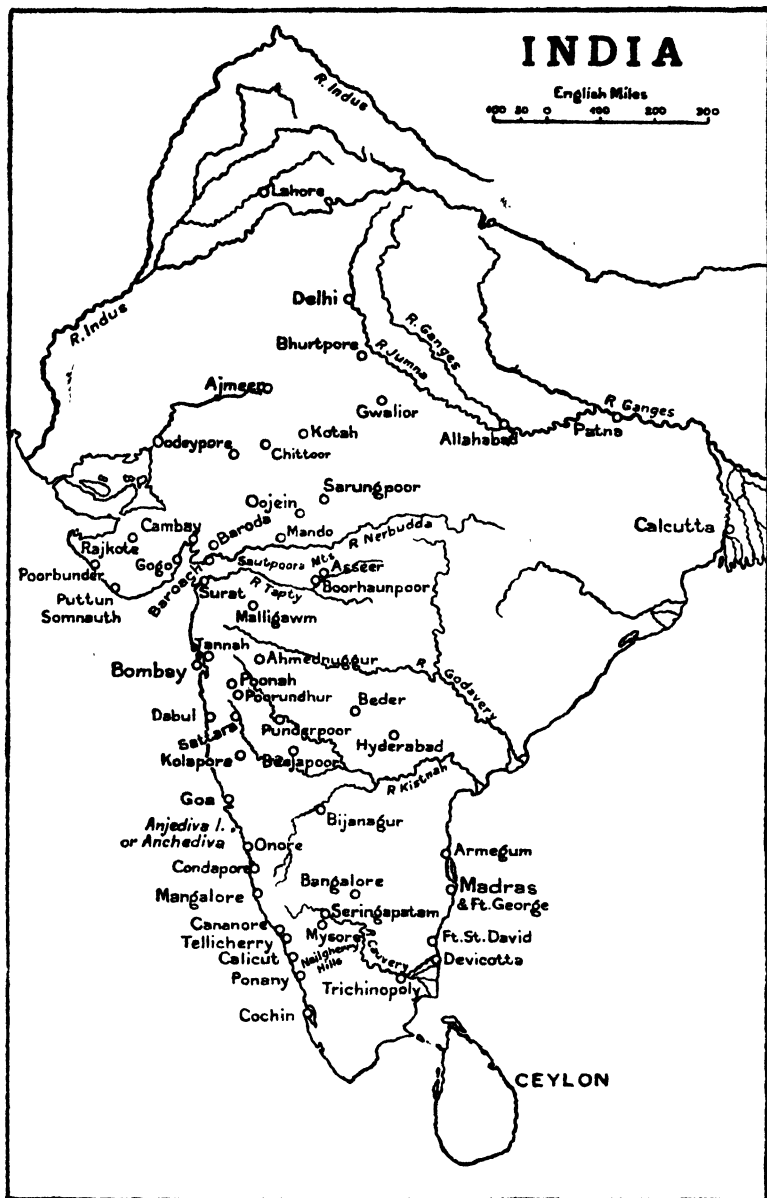 INDIA
English Miles
100 50 0 100 200 300
R. Indus
Lahore
Delhi
R. Indus
R. Ganges
Bhurtpore
R. Jumna
Ajmeer
Gwalior
R Ganges
Oodeypore
Kotah
Chittoor
Allahabad
Patna
Sarungpoor
Oojein
Cambay
Baroda
Mando
R Nerbudda
Calcutta
Rajkote
Gogo
Sautpoora Mts
Asseer
Poorbunder
Baroach
Surat
R Tapty
Boorhaunpoor
Puttun
Somnauth
Malligawm
Tannah
Bombay
Ahmednuggur
R Godavery
Poonah
Poorundhur
Beder
Dabul
Sattara
Punderpoor
Hyderabad
Kolapore
Beejapoor
R Kistnah
Goa
Bijanagur
Anjediva I.
or Anchediva
Onore
Armegum
Condapore
Bangalore
Madras
& Ft. George
Mangalore
Seringapatam
Cananore
Mysore
R Cauvery
Ft. St. David
Tellicherry
Neilgherry
Hills
Calicut
Devicotta
Ponany
Trichinopoly
Cochin
CEYLON